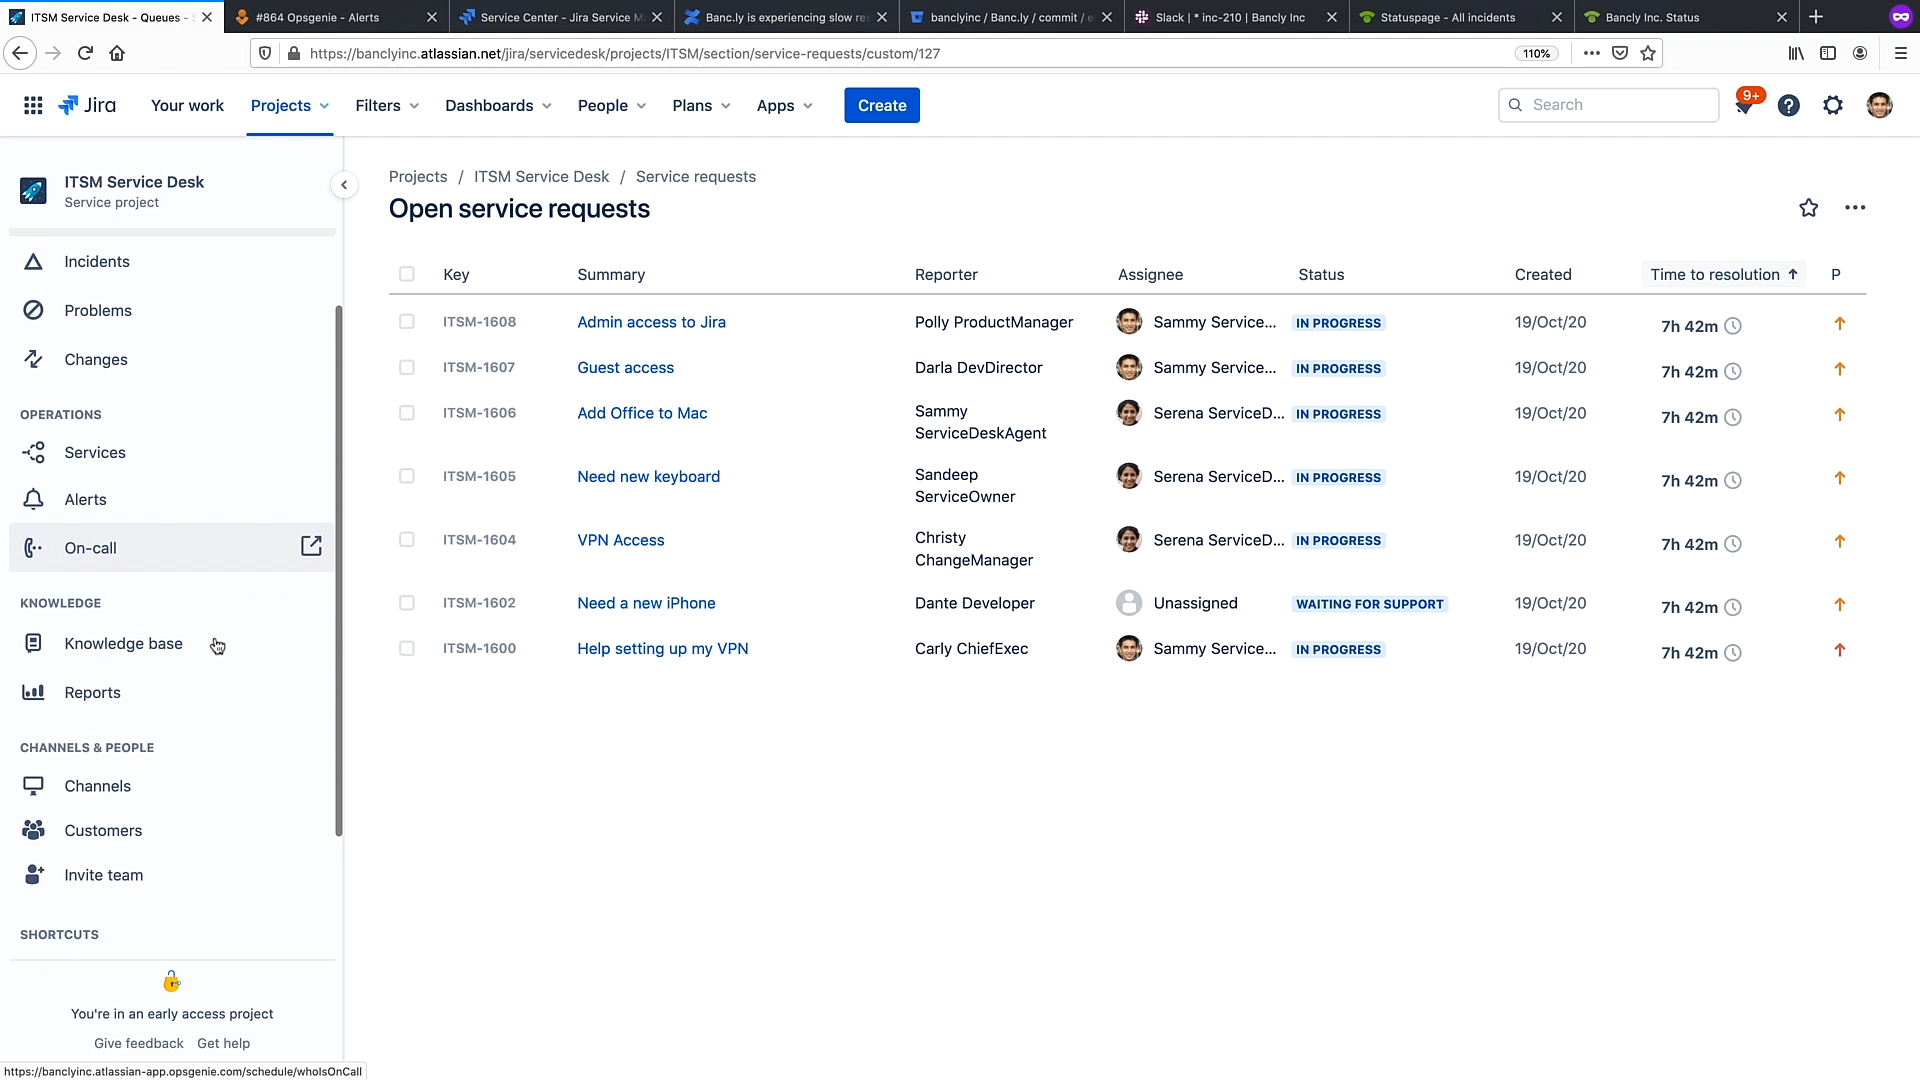 ITSM Service Desk - Queues - S
#864 Opsgenie - Alerts
Service Center - Jira Service M
Banc.ly is experiencing slow res
banclyinc / Banc.ly / commit / e
Slack | * inc-210 | Bancly Inc
Statuspage - All incidents
Bancly Inc. Status
https://banclyinc.atlassian.net/jira/servicedesk/projects/ITSM/section/service-requests/custom/127
110%
Jira
Your work
Projects
Filters
Dashboards
People
Plans
Apps
Create
Search
9+
ITSM Service Desk
Service project
Incidents
Problems
Changes
OPERATIONS
Services
Alerts
On-call
KNOWLEDGE
Knowledge base
Reports
CHANNELS & PEOPLE
Channels
Customers
Invite team
SHORTCUTS
You're in an early access project
Give feedback Get help
https://banclyinc.atlassian-app.opsgenie.com/schedule/whoIsOnCall
Projects / ITSM Service Desk / Service requests
Open service requests
Key Summary Reporter Assignee Status Created Time to resolution P
ITSM-1608 Admin access to Jira Polly ProductManager Sammy Service... IN PROGRESS 19/Oct/20 7h 42m
ITSM-1607 Guest access Darla DevDirector Sammy Service... IN PROGRESS 19/Oct/20 7h 42m
ITSM-1606 Add Office to Mac Sammy ServiceDeskAgent Serena ServiceD... IN PROGRESS 19/Oct/20 7h 42m
ITSM-1605 Need new keyboard Sandeep ServiceOwner Serena ServiceD... IN PROGRESS 19/Oct/20 7h 42m
ITSM-1604 VPN Access Christy ChangeManager Serena ServiceD... IN PROGRESS 19/Oct/20 7h 42m
ITSM-1602 Need a new iPhone Dante Developer Unassigned WAITING FOR SUPPORT 19/Oct/20 7h 42m
ITSM-1600 Help setting up my VPN Carly ChiefExec Sammy Service... IN PROGRESS 19/Oct/20 7h 42m